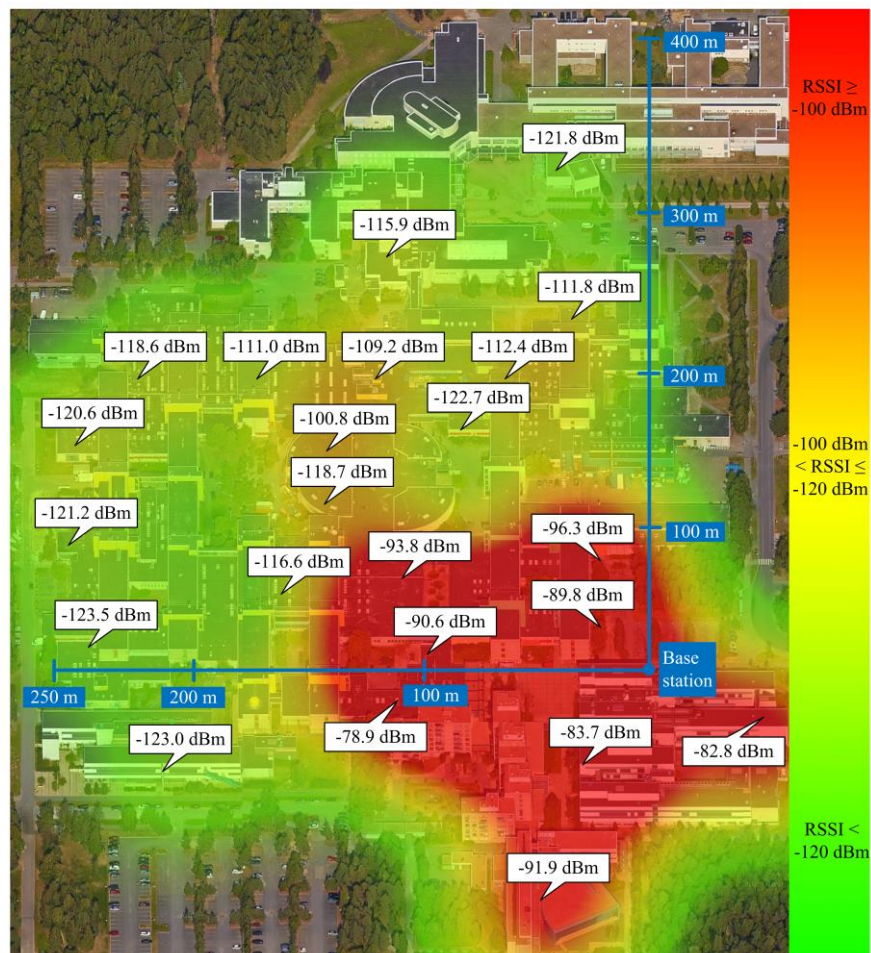 400 m
RSSI ≥
-100 dBm
-121.8 dBm
300 m
-115.9 dBm
-111.8 dBm
-118.6 dBm
-111.0 dBm
-109.2 dBm
-112.4 dBm
200 m
-120.6 dBm
-122.7 dBm
-100.8 dBm
-100 dBm
< RSSI ≤
-120 dBm
-118.7 dBm
-121.2 dBm
-93.8 dBm
-96.3 dBm
100 m
-116.6 dBm
-89.8 dBm
-123.5 dBm
-90.6 dBm
Base
station
250 m
200 m
100 m
-78.9 dBm
-123.0 dBm
-83.7 dBm
-82.8 dBm
RSSI <
-120 dBm
-91.9 dBm